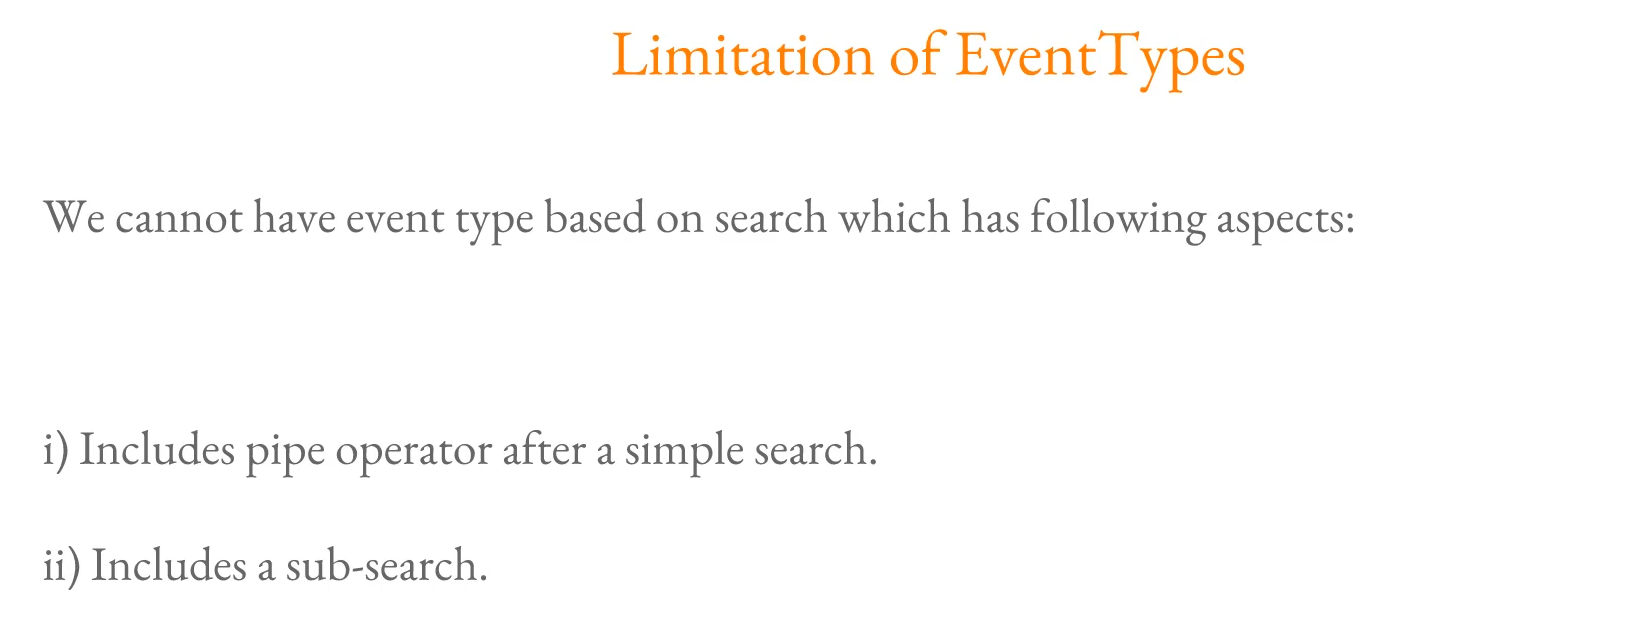 Limitation of EventTypes
We cannot have event type based on search which has following aspects:
i) Includes pipe operator after a simple search.
ii) Includes a sub-search.